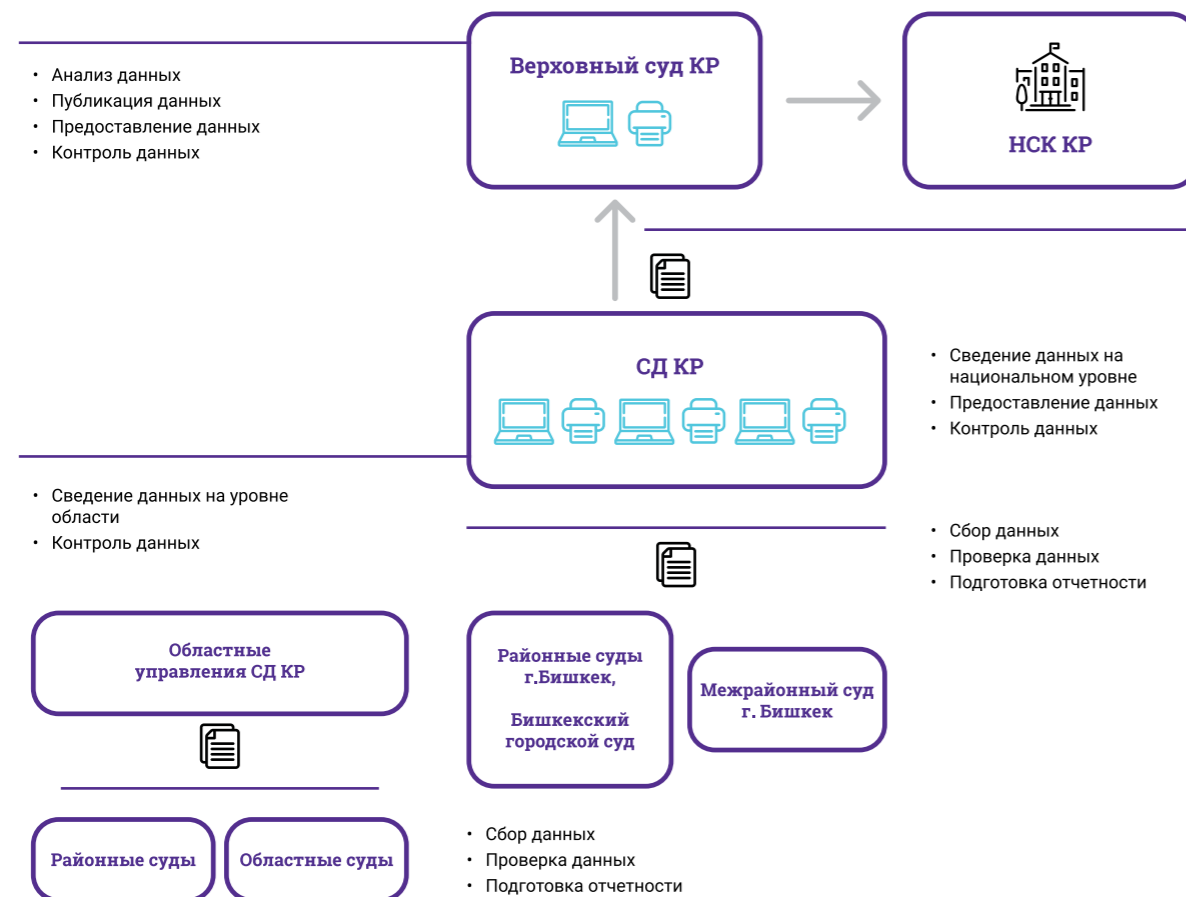 Верховный суд КР
НСК КР
• Анализ данных
• Публикация данных
• Предоставление данных
• Контроль данных
СД КР
• Сведение данных на
национальном уровне
• Предоставление данных
• Контроль данных
• Сведение данных на уровне
области
• Контроль данных
• Сбор данных
• Проверка данных
• Подготовка отчетности
Областные
управления СД КР
Районные суды
г.Бишкек,
Бишкекский
городской суд
Межрайонный суд
г. Бишкек
Районные суды
Областные суды
• Сбор данных
• Проверка данных
• Подготовка отчетности